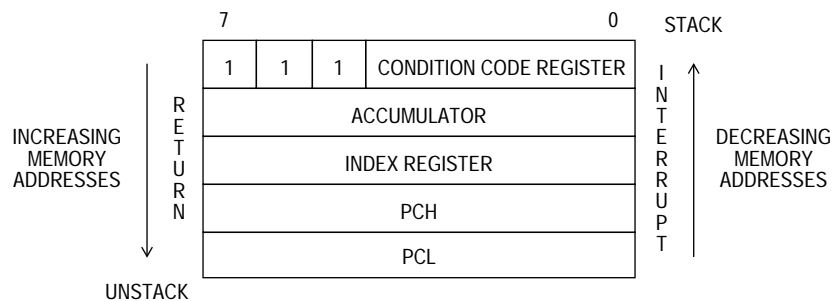 7 0 STACK
1 1 1 CONDITION CODE REGISTER
ACCUMULATOR
INDEX REGISTER
PCH
PCL
INCREASING
MEMORY
ADDRESSES
RETURN
INTERRUPT
DECREASING
MEMORY
ADDRESSES
UNSTACK